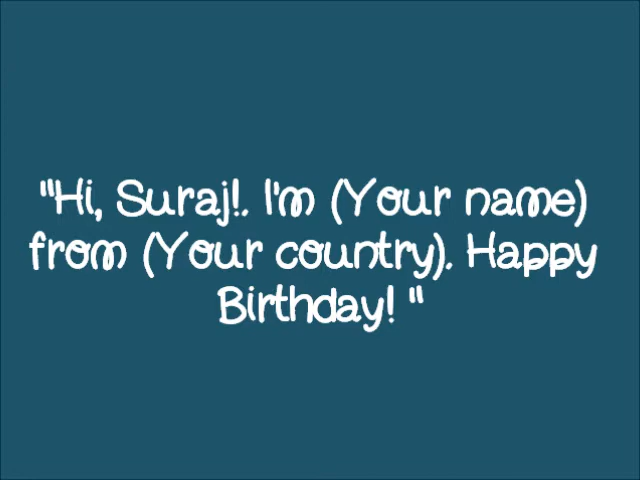 "Hi, Suraj!. I'm (Your name)
from (Your country). Happy
Birthday! "